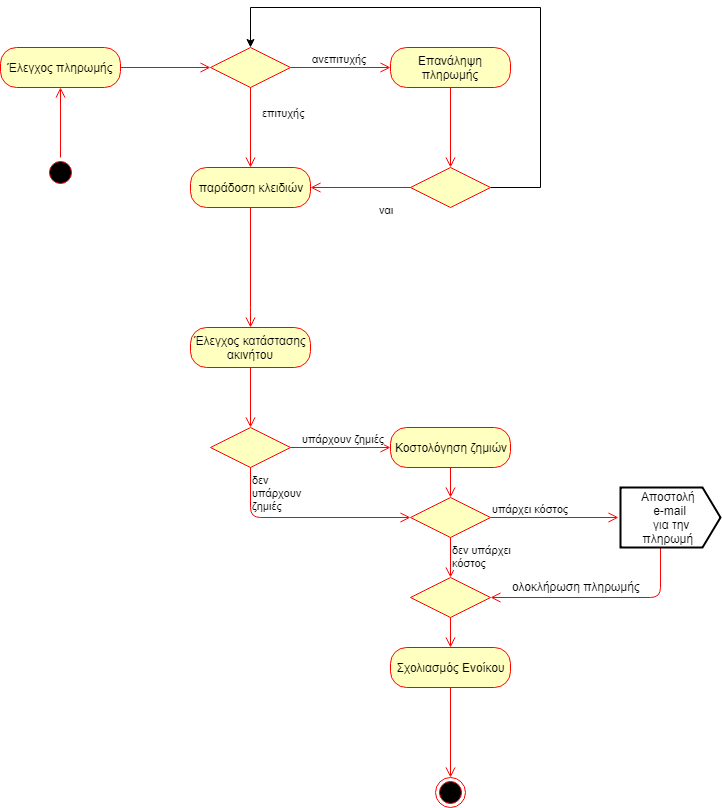 Έλεγχος πληρωμής
ανεπιτυχής
Επανάληψη
πληρωμής
επιτυχής
παράδοση κλειδιών
ναι
Έλεγχος κατάστασης
ακινήτου
υπάρχουν ζημιές
Κοστολόγηση ζημιών
δεν
υπάρχουν
ζημιές
υπάρχει κόστος
Αποστολή
e-mail
για την
πληρωμή
δεν υπάρχει
κόστος
ολοκλήρωση πληρωμής
Σχολιασμός Ενοίκου